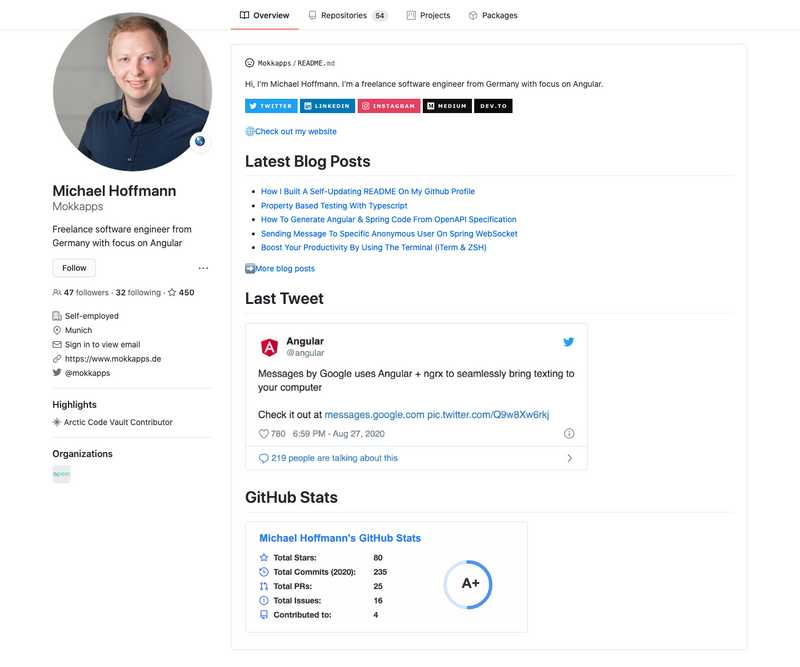 Overview
Repositories 54
Projects
Packages
Michael Hoffmann
Mokkapps
Freelance software engineer from
Germany with focus on Angular
Follow
47 followers · 32 following · 450
Self-employed
Munich
Sign in to view email
https://www.mokkapps.de
@mokkapps
Highlights
Arctic Code Vault Contributor
Organizations
Mokkapps / README.md
Hi, I'm Michael Hoffmann. I'm a freelance software engineer from Germany with focus on Angular.
TWITTER
LINKEDIN
INSTAGRAM
MEDIUM
DEV.TO
Check out my website
Latest Blog Posts
How I Built A Self-Updating README On My Github Profile
Property Based Testing With Typescript
How To Generate Angular & Spring Code From OpenAPI Specification
Sending Message To Specific Anonymous User On Spring WebSocket
Boost Your Productivity By Using The Terminal (iTerm & ZSH)
More blog posts
Last Tweet
Angular
@angular
Messages by Google uses Angular + ngrx to seamlessly bring texting to
your computer
Check it out at messages.google.com pic.twitter.com/Q9w8Xw6rkj
780 6:59 PM - Aug 27, 2020
219 people are talking about this
GitHub Stats
Michael Hoffmann's GitHub Stats
Total Stars: 80
Total Commits (2020): 235
Total PRs: 25
Total Issues: 16
Contributed to: 4
A+